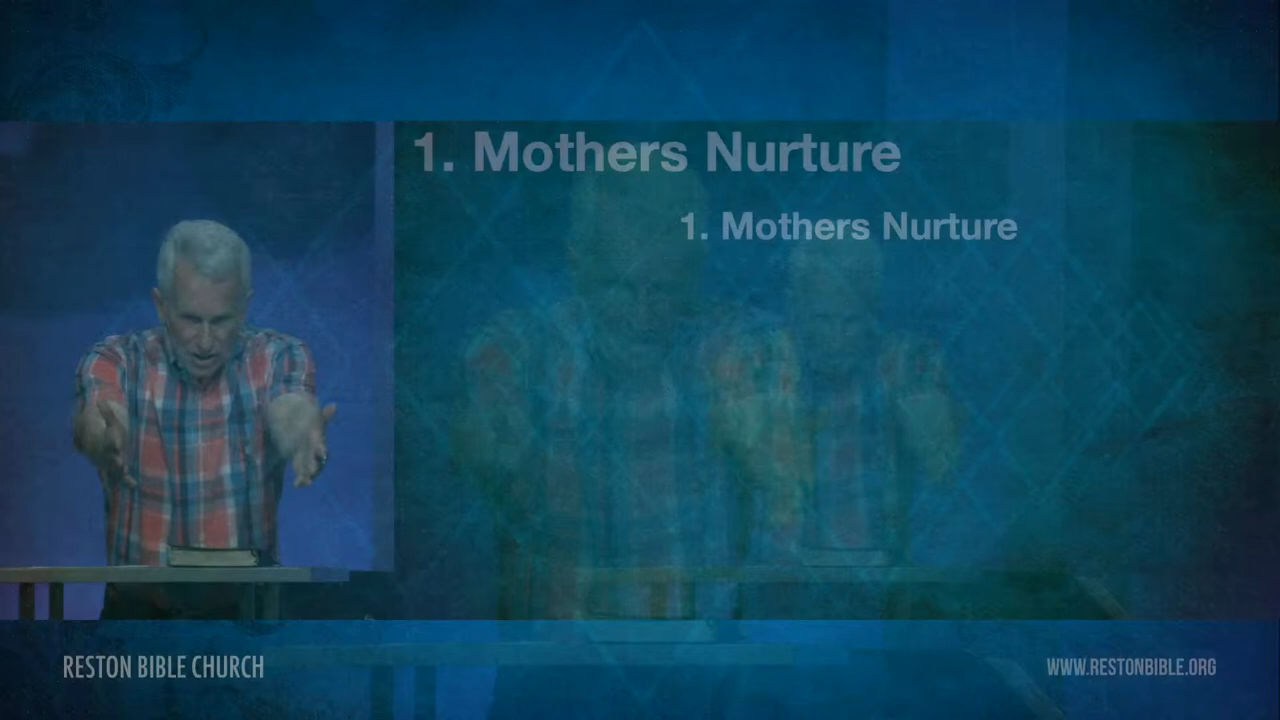 1. Mothers Nurture
1. Mothers Nurture
RESTON BIBLE CHURCH
WWW.RESTONBIBLE.ORG